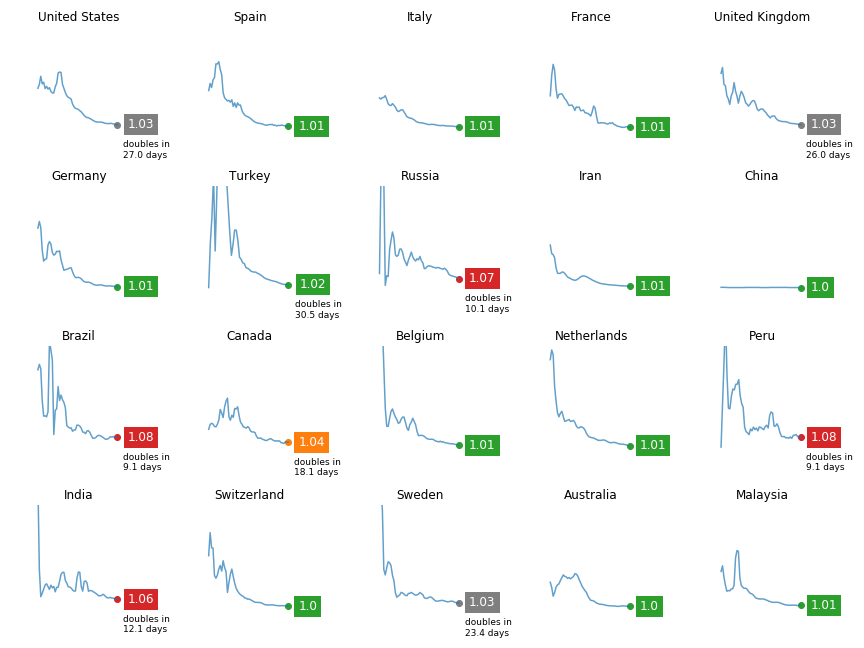 United States
Spain
Italy
France
United Kingdom
1.03
1.01
1.01
1.01
1.03
doubles in
27.0 days
doubles in
26.0 days
Germany
Turkey
Russia
Iran
China
1.01
1.02
1.07
1.01
1.0
doubles in
30.5 days
doubles in
10.1 days
Brazil
Canada
Belgium
Netherlands
Peru
1.08
1.04
1.01
1.01
1.08
doubles in
9.1 days
doubles in
18.1 days
doubles in
9.1 days
India
Switzerland
Sweden
Australia
Malaysia
1.06
1.0
1.03
1.0
1.01
doubles in
12.1 days
doubles in
23.4 days